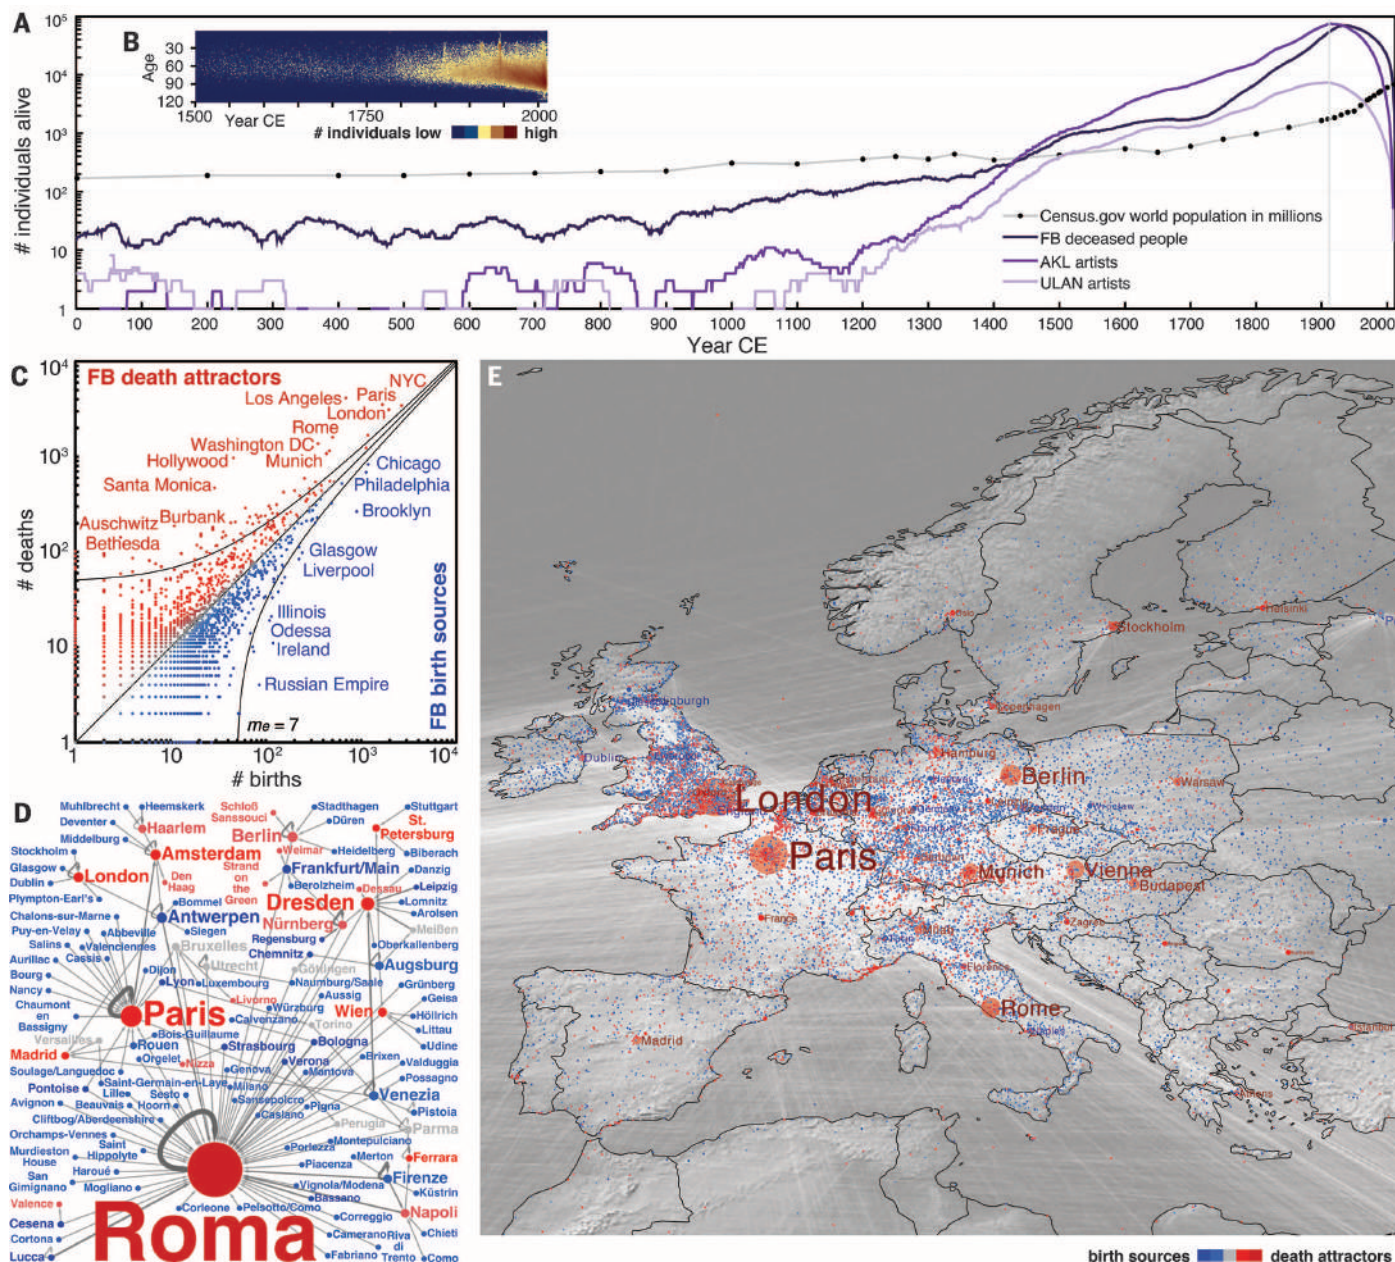 A
B
10⁵
10⁴
10³
10²
10
1
# individuals alive
Age
30
60
90
120
1500
1750
2000
Year CE
# individuals low
high
Census.gov world population in millions
FB deceased people
AKL artists
ULAN artists
0
100
200
300
400
500
600
700
800
900
1000
1100
1200
1300
1400
1500
1600
1700
1800
1900
2000
Year CE
C
FB death attractors
NYC
Los Angeles
Paris
London
Rome
Washington DC
Hollywood
Munich
Chicago
Santa Monica
Philadelphia
Auschwitz
Burbank
Brooklyn
Bethesda
Glasgow
Liverpool
Illinois
Odessa
Ireland
Russian Empire
FB birth sources
mₑ = 7
10⁴
10³
10²
10
1
# deaths
1
10
10²
10³
10⁴
# births
D
Muhlbrecht
Heemskerk
Schloß
Sanssouci
Stadthagen
Stuttgart
Deventer
Haarlem
Düren
St.
Petersburg
Middelburg
Berlin
Stockholm
Amsterdam
Weimar
Heidelberg
Biberach
Glasgow
London
Den
Haag
Strand
on
the
Green
Frankfurt/Main
Danzig
Dublin
Berolzheim
Dessau
Leipzig
Plympton-Earl's
Bommel
Dresden
Lomnitz
Chalons-sur-Marne
Antwerpen
Arolsen
Puy-en-Velay
Abbeville
Siegen
Nürnberg
Meißen
Salins
Valenciennes
Bruxelles
Regensburg
Oberkallenberg
Aurillac
Cassis
Utrecht
Chemnitz
Augsburg
Bourg
Dijon
Göttingen
Nancy
Lyon
Luxembourg
Naumburg/Saale
Grünberg
Chaumont
en
Bassigny
Paris
Livorno
Aussig
Geisa
Würzburg
Wien
Höllrich
Calvenzano
Torino
Versailles
Bois-Guillaume
Littau
Rouen
Strasbourg
Bologna
Udine
Madrid
Orgelet
Nizza
Verona
Brixen
Soulage/Languedoc
Genova
Mantova
Valduggia
Pontoise
Saint-Germain-en-Laye
Milano
Possagno
Lille
Sesto
Avignon
Beauvais
Hoorn
Sansepolcro
Pigna
Venezia
Casiano
Pistoia
Cliftbog/Aberdeenshire
Perugia
Parma
Orchamps-Vennes
Montepulciano
Murdieston
House
Saint
Hippolyte
Porlezza
Merton
Ferrara
San
Gimignano
Haroué
Piacenza
Firenze
Mogliano
Vignola/Modena
Küstrin
Valence
Bassano
Napoli
Corleone
Pelsotto/Como
Correggio
Cesena
Roma
Camerano
Riva
di
Trento
Chieti
Cortona
Fabriano
Como
Lucca
E
Oslo
Stockholm
Helsinki
Copenhagen
Dublin
Hamburg
Berlin
Warsaw
London
Wroclaw
Frankfurt
Prague
Paris
Munich
Vienna
Budapest
France
Zagreb
Milan
Florence
Rome
Naples
Madrid
Istanbul
Athens
birth sources
death attractors